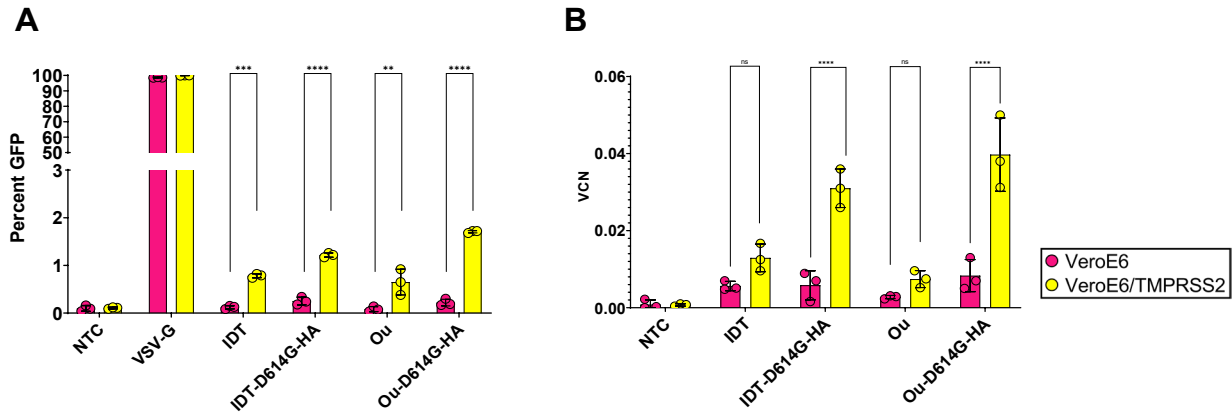 A
Percent GFP
100
90
80
70
60
50
3
2
1
0
***
****
**
****
NTC
VSV-G
IDT
IDT-D614G-HA
Ou
Ou-D614G-HA
B
VCN
0.06
0.04
0.02
0.00
ns
****
ns
****
NTC
IDT
IDT-D614G-HA
Ou
Ou-D614G-HA
VeroE6
VeroE6/TMPRSS2